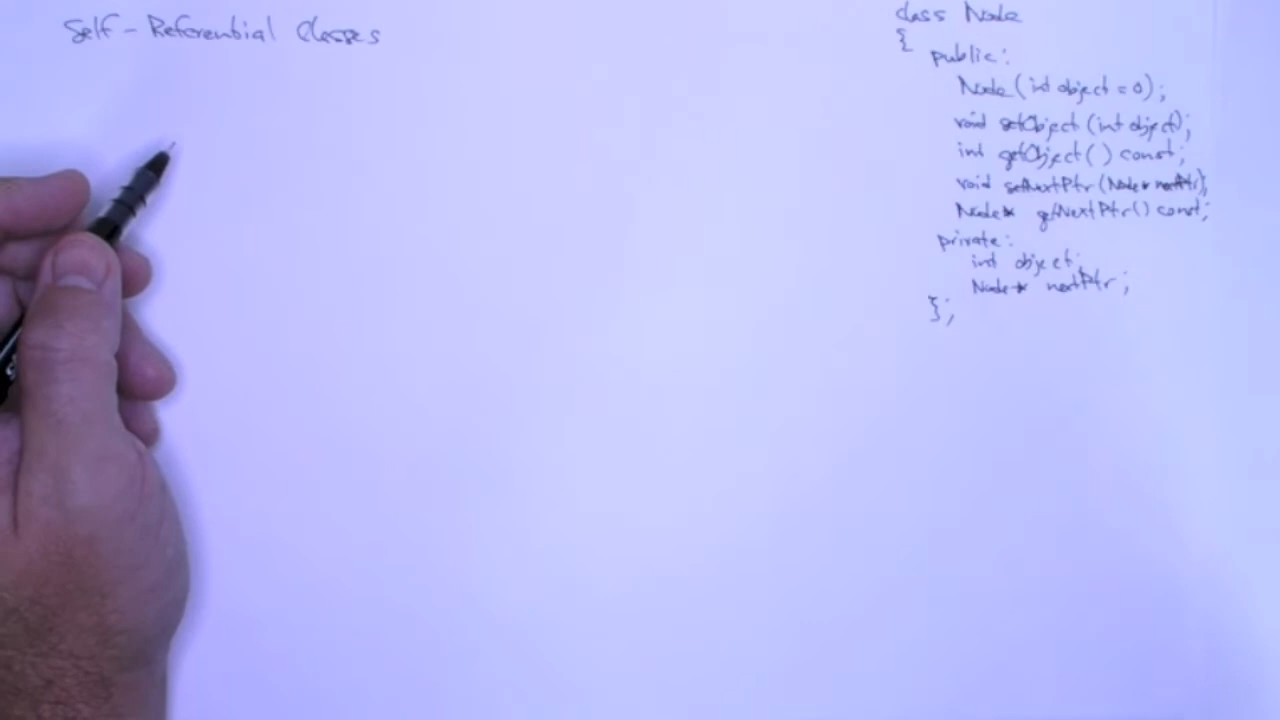 Self-Referential Classes
class Node
{
public:
Node(int object = 0);
void setObject(int object);
int getObject() const;
void setNextPtr(Node* nextPtr);
Node* getNextPtr() const;
private:
int object;
Node* nextPtr;
};